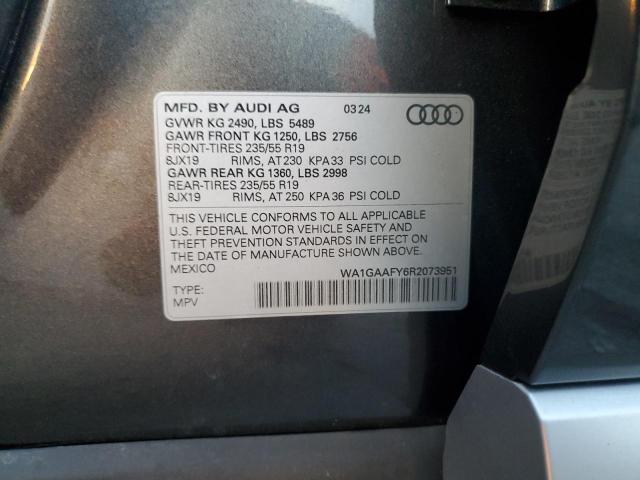 MFD. BY AUDI AG 03 24
GVWR KG 2490, LBS 5489
GAWR FRONT KG 1250, LBS 2756
FRONT-TIRES 235/55 R19
8JX19 RIMS, AT 230 KPA 33 PSI COLD
GAWR REAR KG 1360, LBS 2998
REAR-TIRES 235/55 R19
8JX19 RIMS, AT 250 KPA 36 PSI COLD
THIS VEHICLE CONFORMS TO ALL APPLICABLE
U.S. FEDERAL MOTOR VEHICLE SAFETY AND
THEFT PREVENTION STANDARDS IN EFFECT ON
THE DATE OF MANUFACTURE SHOWN ABOVE.
MEXICO WA1GAAFY6R2073951
TYPE:
MPV